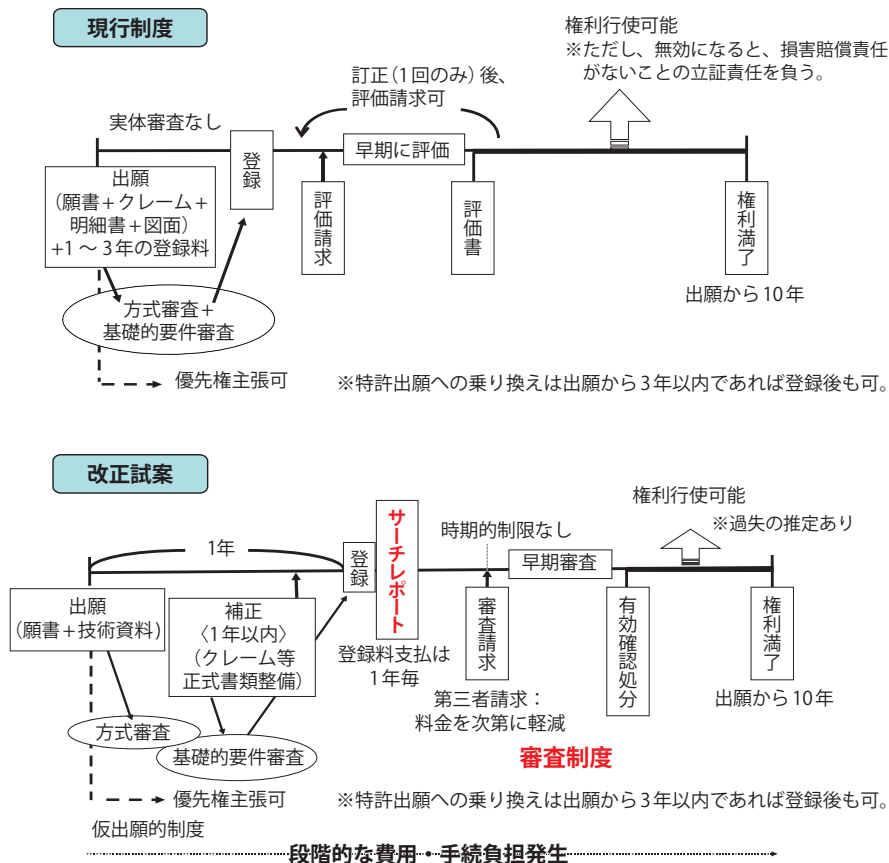 現行制度
権利行使可能
※ただし、無効になると、損害賠償責任
がないことの立証責任を負う。
訂正(1回のみ)後、
評価請求可
実体審査なし
登録
早期に評価
出願
(願書+クレーム+
明細書+図面)
+1～3年の登録料
評価請求
評価書
権利満了
出願から10年
方式審査+
基礎的要件審査
優先権主張可
※特許出願への乗り換えは出願から3年以内であれば登録後も可。
改正試案
権利行使可能
※過失の推定あり
1年
登録
サーチレポート
時期的制限なし
早期審査
出願
(願書+技術資料)
補正
〈1年以内〉
(クレーム等
正式書類整備)
登録料支払は
1年毎
審査請求
有効確認処分
権利満了
出願から10年
第三者請求：
料金を次第に軽減
方式審査
基礎的要件審査
審査制度
優先権主張可
※特許出願への乗り換えは出願から3年以内であれば登録後も可。
仮出願的制度
段階的な費用・手続負担発生